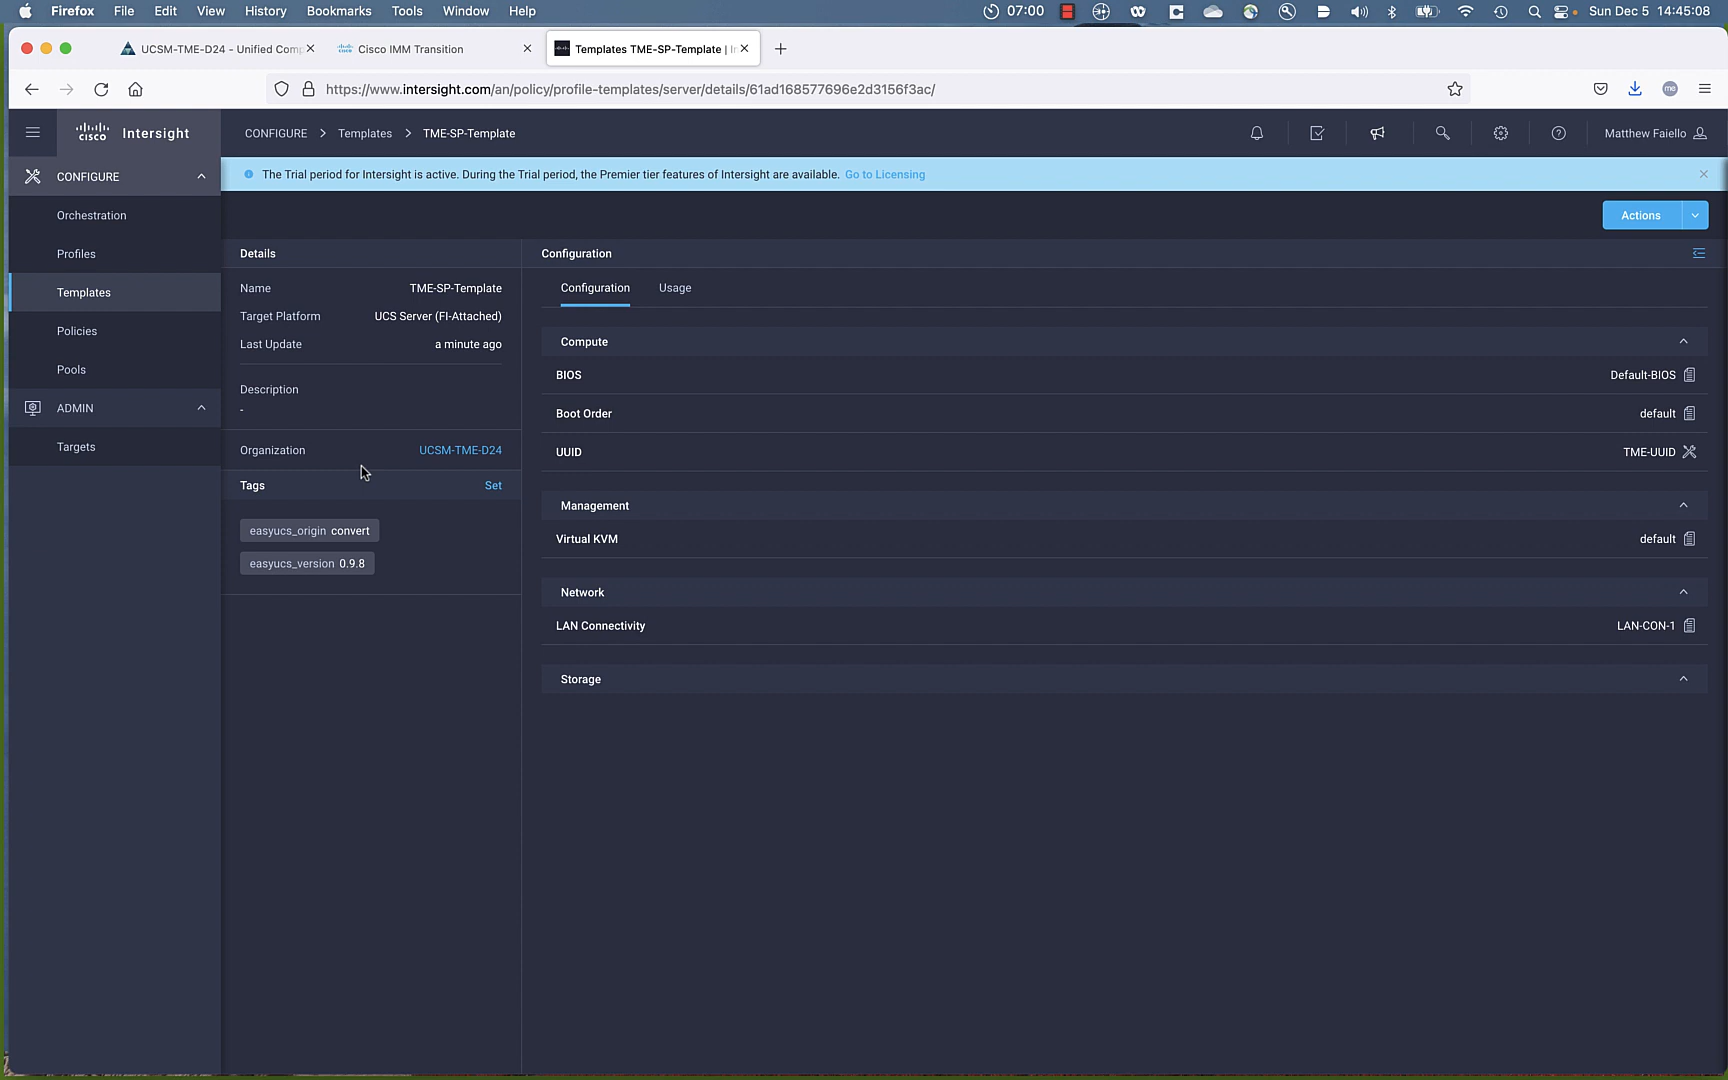 Firefox File Edit View History Bookmarks Tools Window Help 07:00 Sun Dec 5 14:45:08
UCSM-TME-D24 - Unified Comp
Cisco IMM Transition
Templates TME-SP-Template |
https://www.intersight.com/an/policy/profile-templates/server/details/61ad168577696e2d3156f3ac/
cisco Intersight
CONFIGURE > Templates > TME-SP-Template
Matthew Faiello
CONFIGURE
Orchestration
Profiles
Templates
Policies
Pools
ADMIN
Targets
The Trial period for Intersight is active. During the Trial period, the Premier tier features of Intersight are available. Go to Licensing
Actions
Details
Name TME-SP-Template
Target Platform UCS Server (FI-Attached)
Last Update a minute ago
Description
-
Organization UCSM-TME-D24
Tags Set
easyucs_origin convert
easyucs_version 0.9.8
Configuration
Configuration Usage
Compute
BIOS Default-BIOS
Boot Order default
UUID TME-UUID
Management
Virtual KVM default
Network
LAN Connectivity LAN-CON-1
Storage